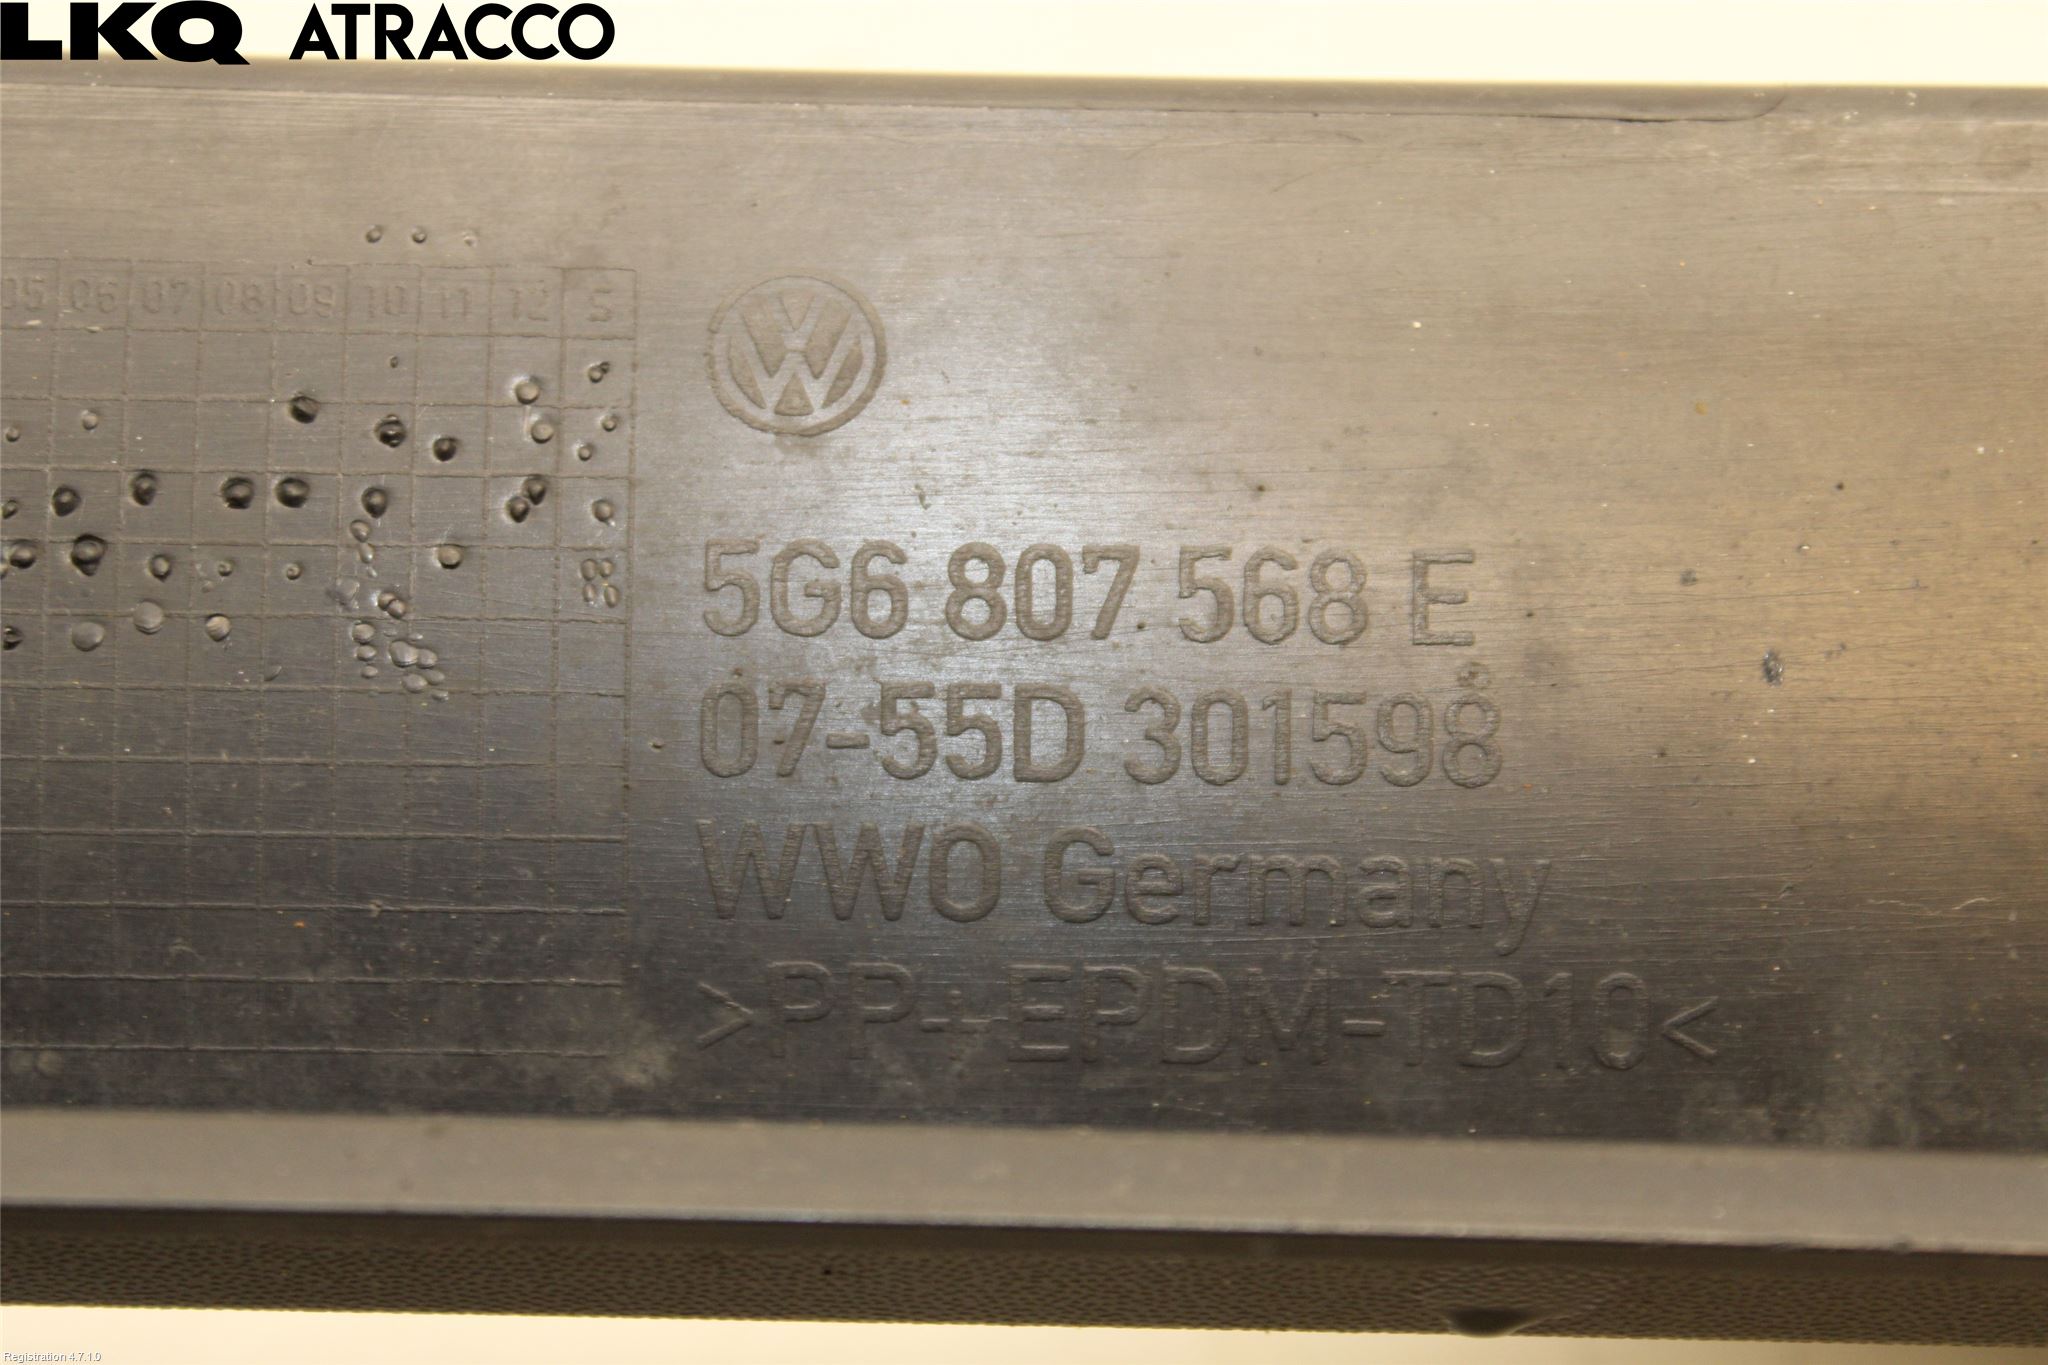 LKQ ATRACCO
05 06 07 08 09 10 11 12 S
5G6 807 568 E
07-55D 301598
WWO Germany
>PP+EPDM-TD10<
Registration 4.7.1.0